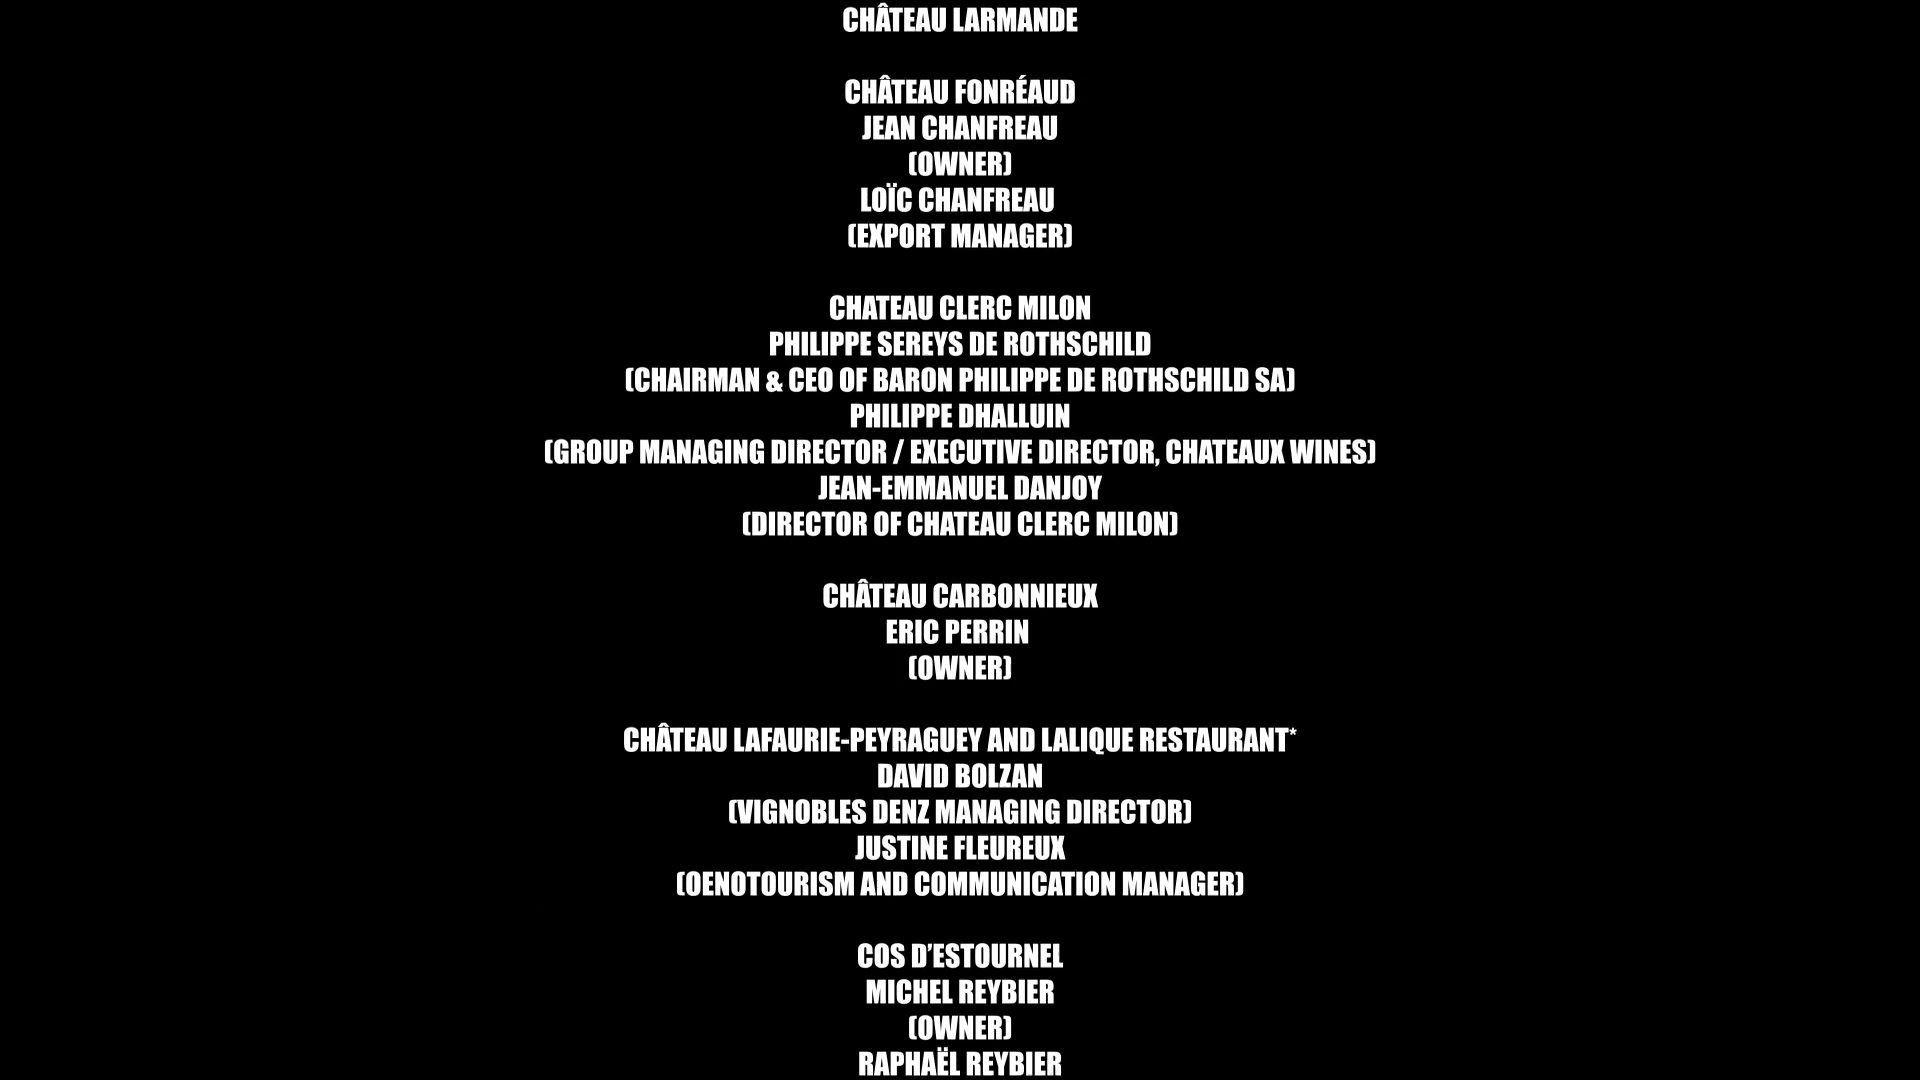 CHÂTEAU LARMANDE
CHÂTEAU FONRÉAUD
JEAN CHANFREAU
(OWNER)
LOÏC CHANFREAU
(EXPORT MANAGER)
CHATEAU CLERC MILON
PHILIPPE SEREYS DE ROTHSCHILD
(CHAIRMAN & CEO OF BARON PHILIPPE DE ROTHSCHILD SA)
PHILIPPE DHALLUIN
(GROUP MANAGING DIRECTOR / EXECUTIVE DIRECTOR, CHATEAUX WINES)
JEAN-EMMANUEL DANJOY
(DIRECTOR OF CHATEAU CLERC MILON)
CHÂTEAU CARBONNIEUX
ERIC PERRIN
(OWNER)
CHÂTEAU LAFAURIE-PEYRAGUEY AND LALIQUE RESTAURANT*
DAVID BOLZAN
(VIGNOBLES DENZ MANAGING DIRECTOR)
JUSTINE FLEUREUX
(OENOTOURISM AND COMMUNICATION MANAGER)
COS D’ESTOURNEL
MICHEL REYBIER
(OWNER)
RAPHAËL REYBIER